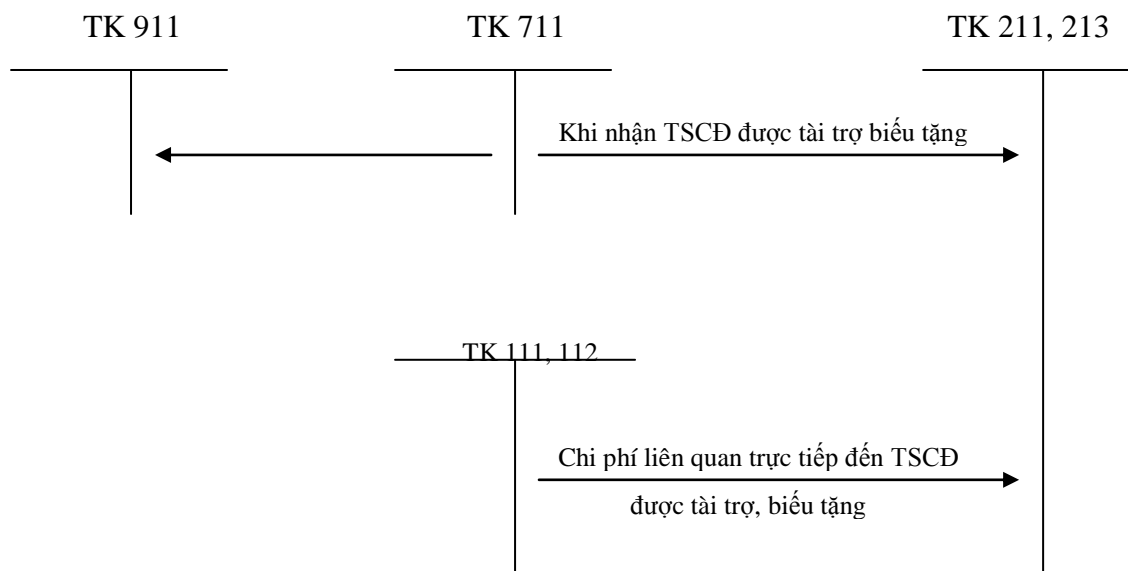 TK 911
TK 711
TK 211, 213
Khi nhận TSCĐ được tài trợ biếu tặng
TK 111, 112
Chi phí liên quan trực tiếp đến TSCĐ
được tài trợ, biếu tặng